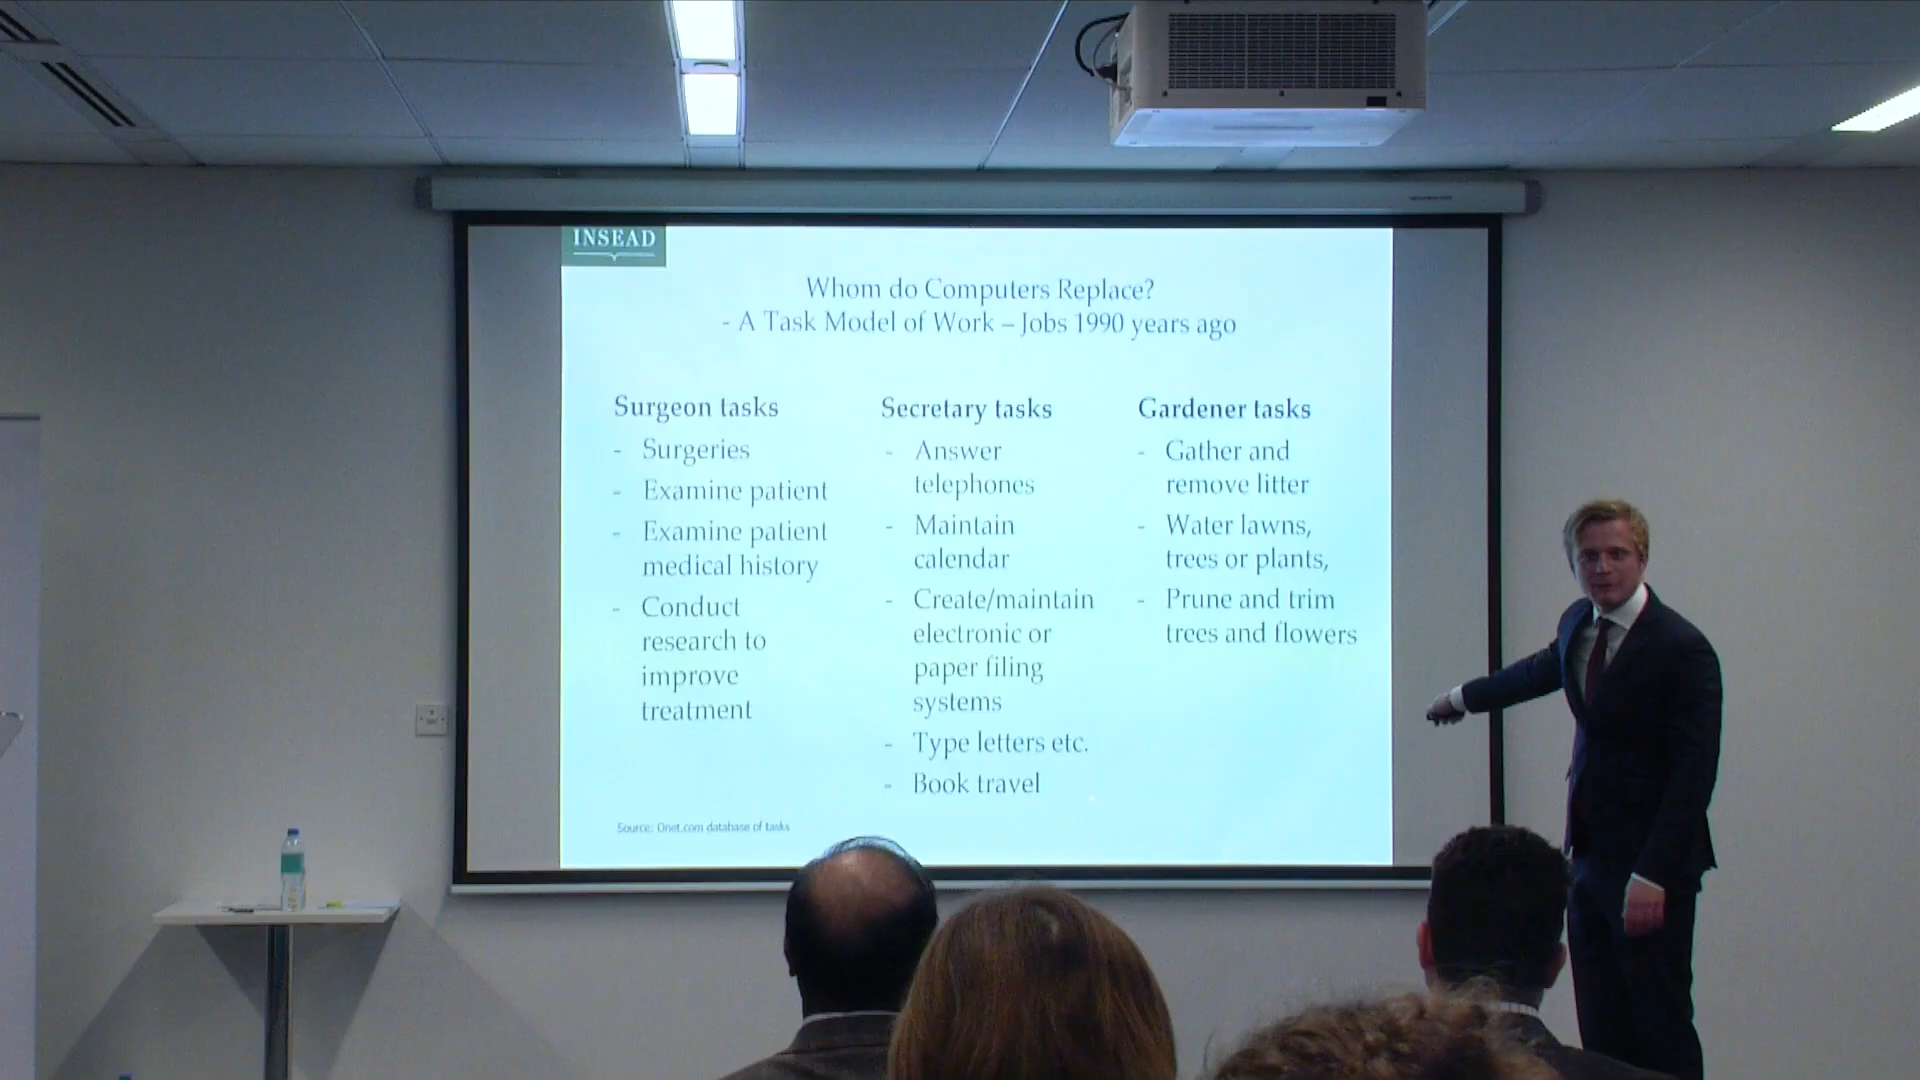 INSEAD
Whom do Computers Replace?
- A Task Model of Work – Jobs 1990 years ago
Surgeon tasks
- Surgeries
- Examine patient
- Examine patient
medical history
- Conduct
research to
improve
treatment
Secretary tasks
- Answer
telephones
- Maintain
calendar
- Create/maintain
electronic or
paper filing
systems
- Type letters etc.
- Book travel
Gardener tasks
- Gather and
remove litter
- Water lawns,
trees or plants,
- Prune and trim
trees and flowers
Source: Onet.com database of tasks